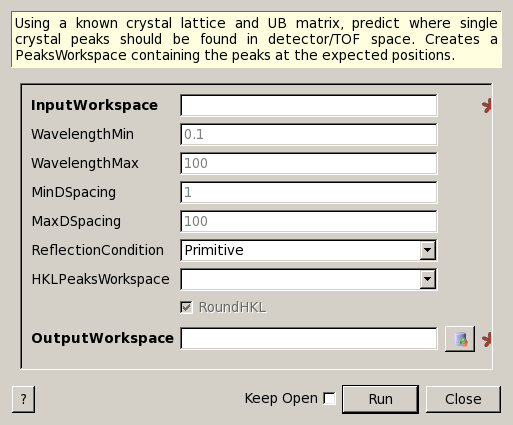 Using a known crystal lattice and UB matrix, predict where single
crystal peaks should be found in detector/TOF space. Creates a
PeaksWorkspace containing the peaks at the expected positions.
InputWorkspace
WavelengthMin 0.1
WavelengthMax 100
MinDSpacing 1
MaxDSpacing 100
ReflectionCondition Primitive
HKLPeaksWorkspace
RoundHKL
OutputWorkspace
? Keep Open Run Close